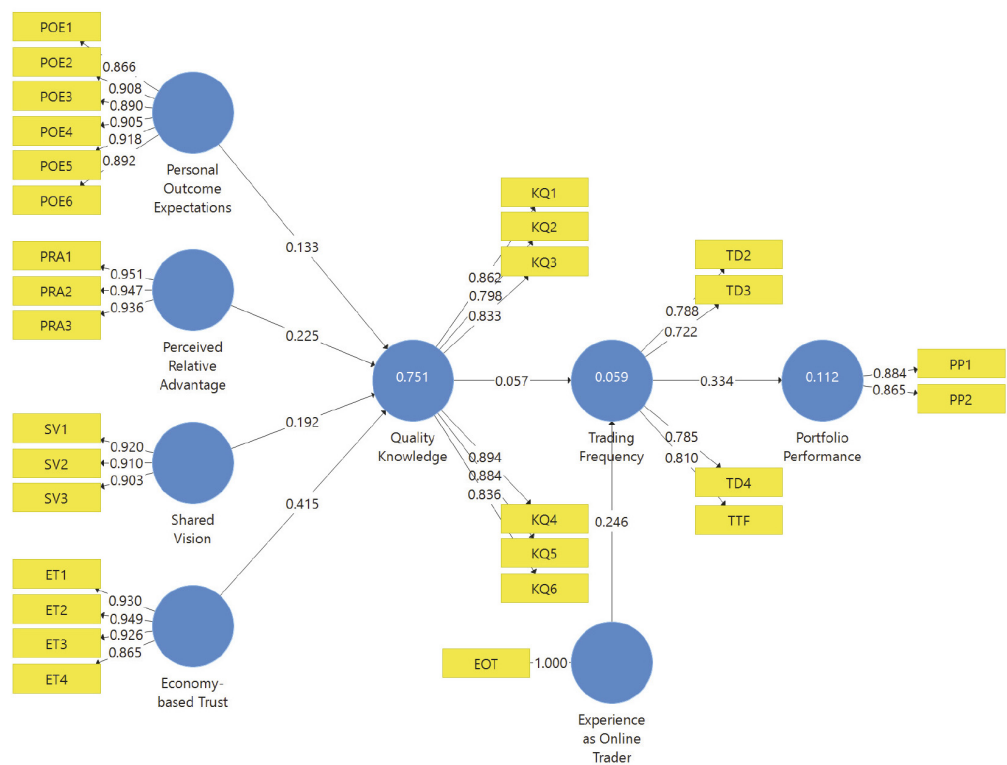 POE1
POE2
POE3
POE4
POE5
POE6
0.866
0.908
0.890
0.905
0.918
0.892
Personal
Outcome
Expectations
PRA1
PRA2
PRA3
0.951
0.947
0.936
Perceived
Relative
Advantage
SV1
SV2
SV3
0.920
0.910
0.903
Shared
Vision
ET1
ET2
ET3
ET4
0.930
0.949
0.926
0.865
Economy-
based Trust
0.133
0.225
0.192
0.415
KQ1
KQ2
KQ3
0.862
0.798
0.833
0.751
Quality
Knowledge
0.894
0.884
0.836
KQ4
KQ5
KQ6
0.057
TD2
TD3
0.788
0.722
0.059
Trading
Frequency
0.785
0.810
TD4
TTF
0.246
EOT
1.000
Experience
as Online
Trader
0.334
0.112
Portfolio
Performance
0.884
0.865
PP1
PP2